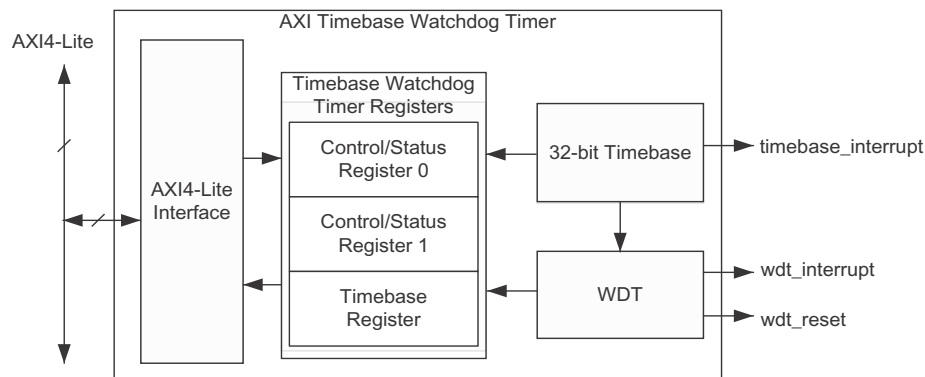 AXI Timebase Watchdog Timer
AXI4-Lite
Timebase Watchdog
Timer Registers
Control/Status
Register 0
32-bit Timebase
timebase_interrupt
AXI4-Lite
Interface
Control/Status
Register 1
Timebase
Register
WDT
wdt_interrupt
wdt_reset